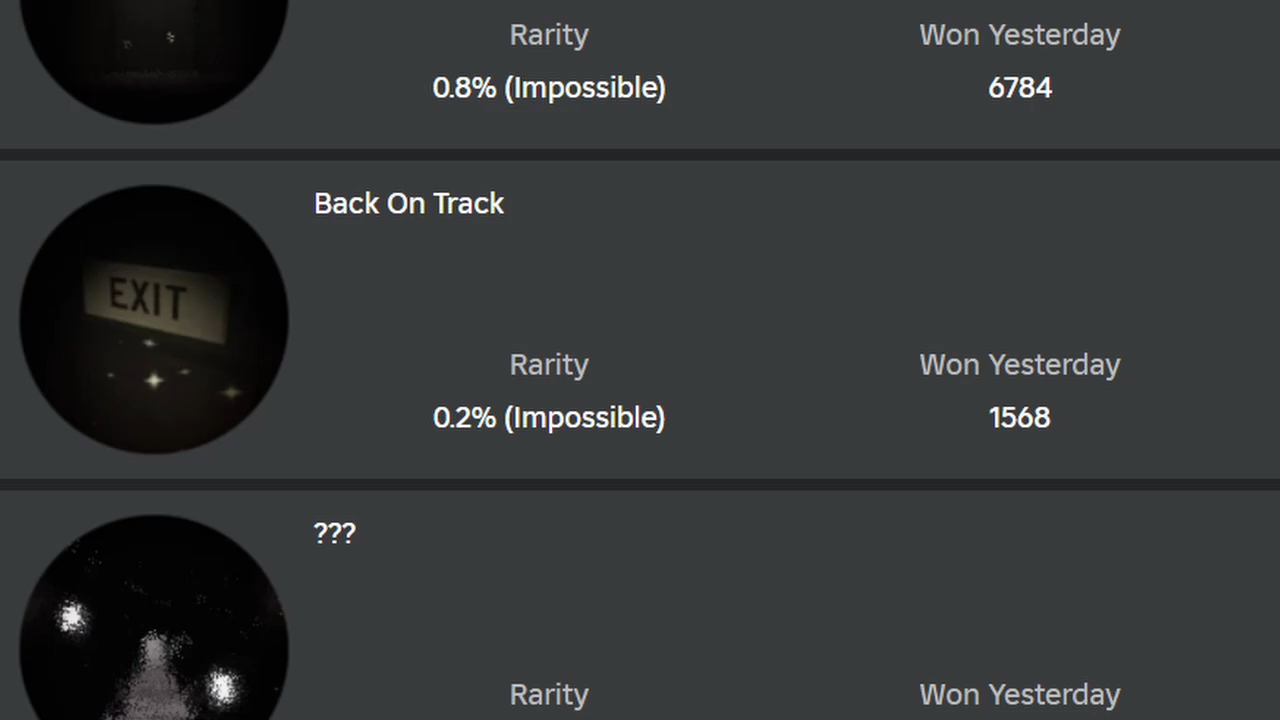 Rarity
Won Yesterday
0.8% (Impossible)
6784
Back On Track
EXIT
Rarity
Won Yesterday
0.2% (Impossible)
1568
???
Rarity
Won Yesterday